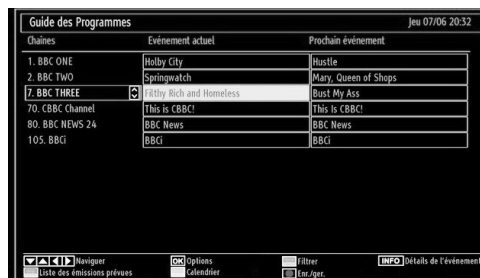 Guide des Programmes Jeu 07/06 20:32
Chaines Evénement actuel Prochain événement
1. BBC ONE Holby City Hustle
2. BBC TWO Springwatch Mary, Queen of Shops
7. BBC THREE Filthy Rich and Homeless Bust My Ass
70. CBBC Channel This is CBBC! This Is CBBC!
80. BBC NEWS 24 BBC News BBC News
105. BBCi BBCi BBCi
Naviguer OK Options Filtrer INFO Détails de l'événement
Liste des émissions prévues Calendrier Enr./ger.